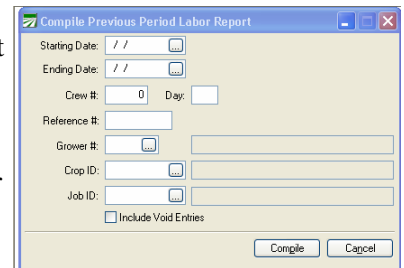 Compile Previous Period Labor Report
Starting Date: / / ...
Ending Date: / / ...
Crew #: 0 Day:
Reference #:
Grower #: ...
Crop ID: ...
Job ID: ...
Include Void Entries
Compile Cancel
t
.